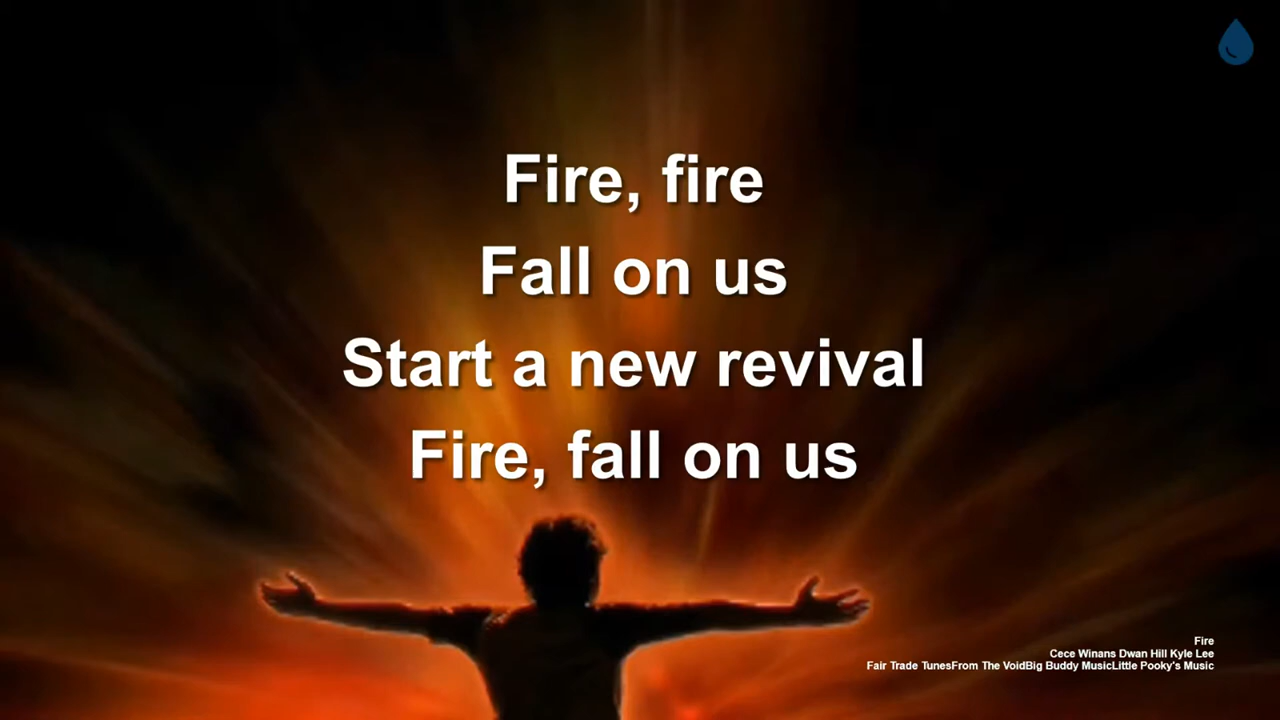 Fire, fire
Fall on us
Start a new revival
Fire, fall on us
Fire
Cece Winans Dwan Hill Kyle Lee
Fair Trade TunesFrom The VoidBig Buddy MusicLittle Pooky's Music